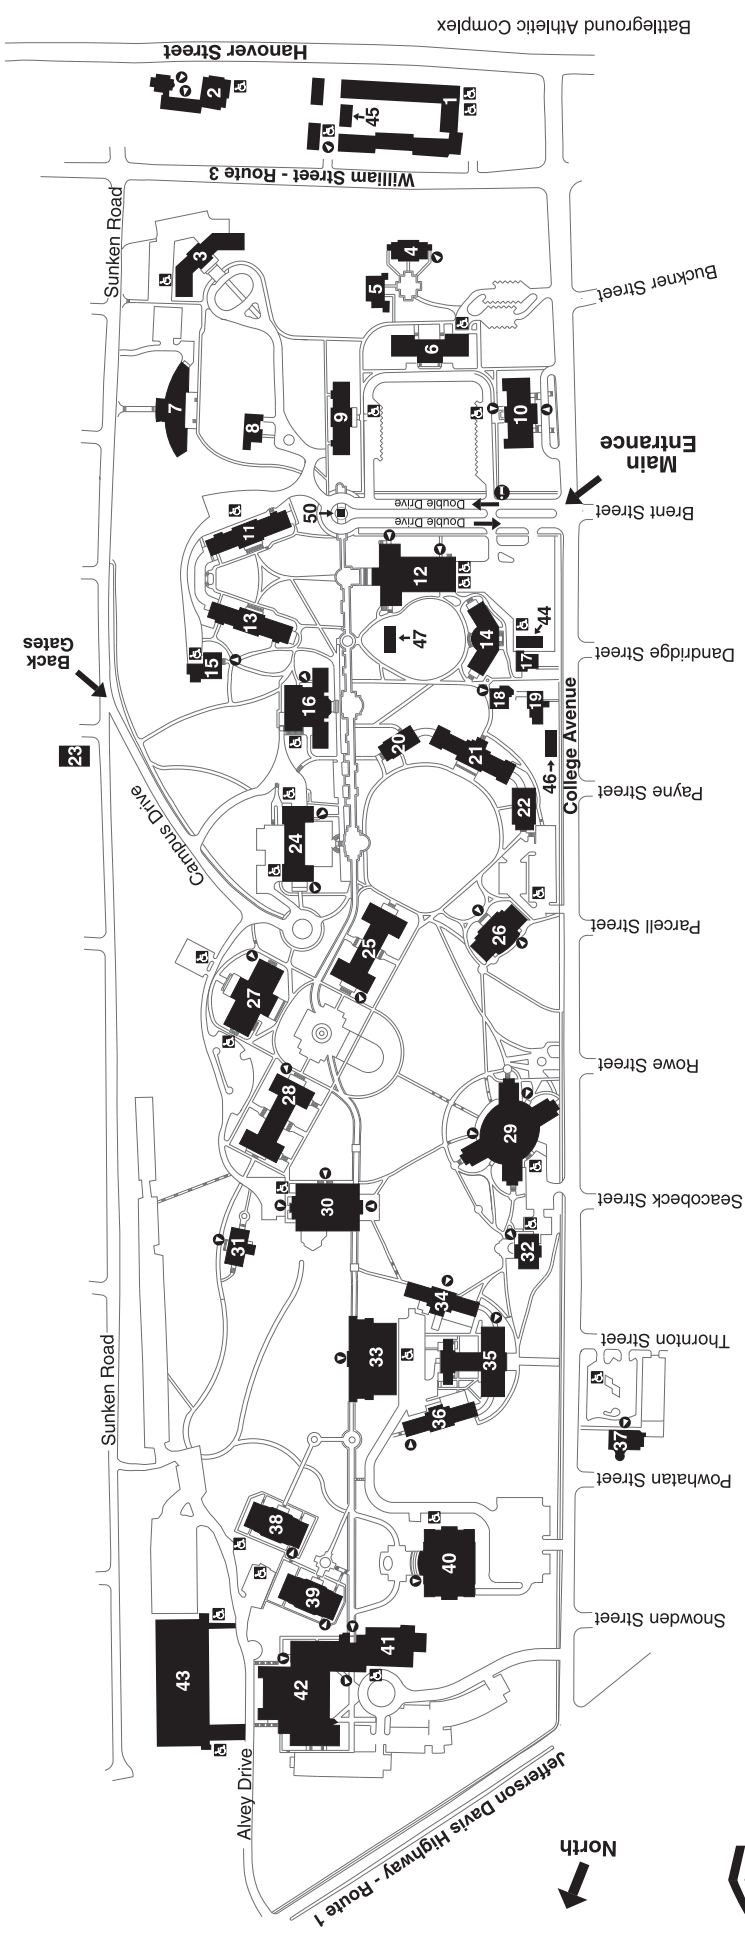 Battleground Athletic Complex
Hanover Street
2
1
45
William Street - Route 3
Sunken Road
3
4
5
Buckner Street
6
7
8
9
10
Main
Entrance
Double Drive
Double Drive
50
Brent Street
11
12
13
14
44
47
15
17
Dandridge Street
Back
Gates
16
18
19
20
21
46
College Avenue
23
22
Payne Street
Campus Drive
24
25
26
Parcell Street
27
28
Rowe Street
29
30
31
32
Seacobeck Street
34
33
35
36
Thornton Street
Sunken Road
37
Powhatan Street
38
39
40
Snowden Street
41
42
43
Alvey Drive
Jefferson Davis Highway - Route 1
North